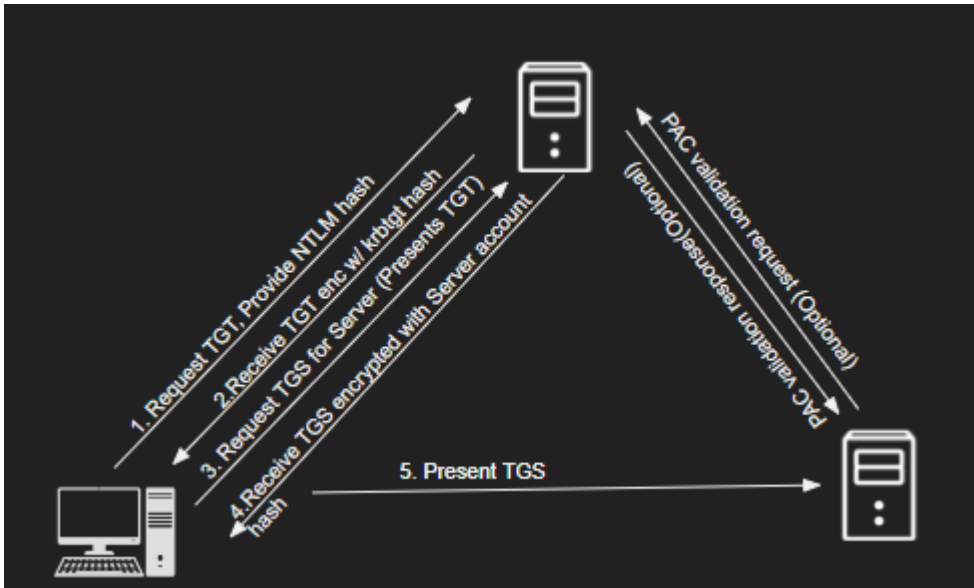 1. Request TGT, Provide NTLM hash
2.Receive TGT enc w/ krbtgt hash
3. Request TGS for Server (Presents TGT)
4.Receive TGS encrypted with Server account
hash
5. Present TGS
PAC validation request (Optional)
PAC validation response(Optional)